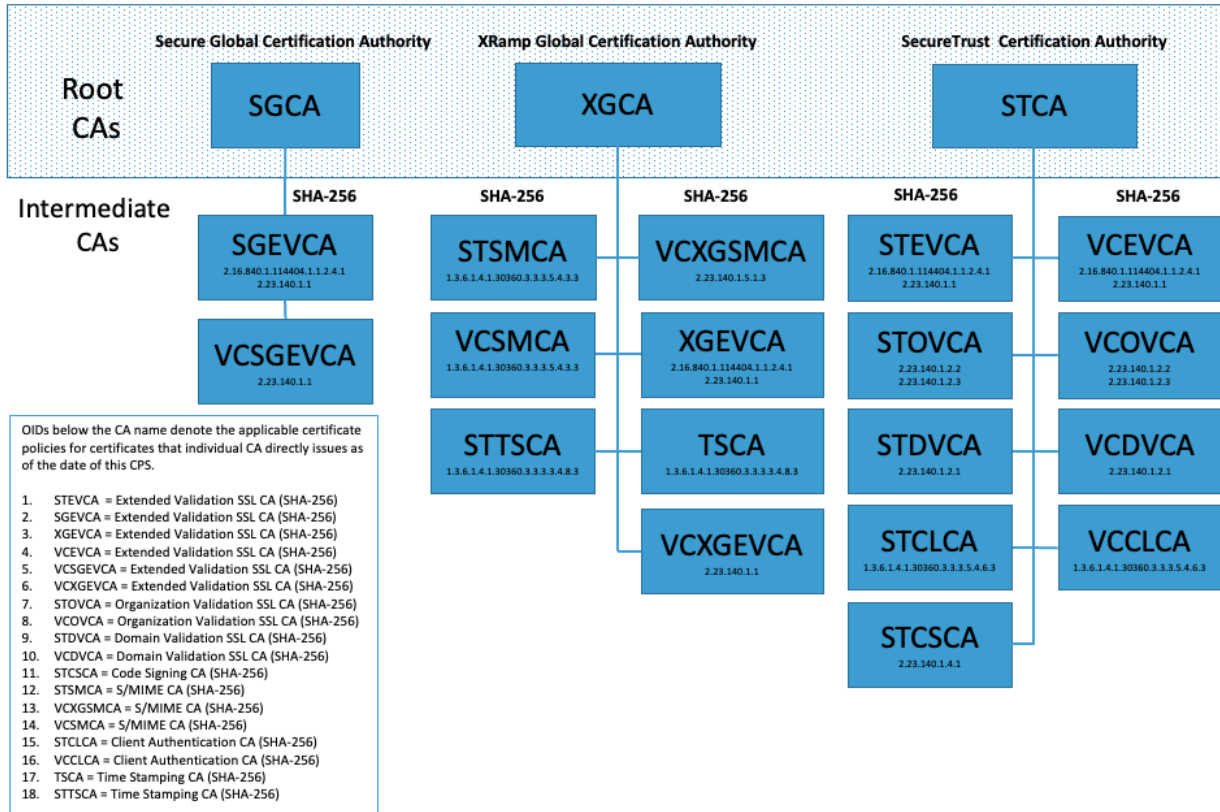 Secure Global Certification Authority
XRamp Global Certification Authority
SecureTrust  Certification Authority
Root
CAs
SGCA
XGCA
STCA
Intermediate
CAs
SHA-256
SHA-256
SHA-256
SHA-256
SHA-256
SGEVCA
2.16.840.1.114404.1.1.2.4.1
2.23.140.1.1
VCSGEVCA
2.23.140.1.1
STSMCA
1.3.6.1.4.1.30360.3.3.3.5.4.3.3
VCXGSMCA
2.23.140.1.5.1.3
VCSMCA
1.3.6.1.4.1.30360.3.3.3.5.4.3.3
XGEVCA
2.16.840.1.114404.1.1.2.4.1
2.23.140.1.1
STTSCA
1.3.6.1.4.1.30360.3.3.3.3.4.8.3
TSCA
1.3.6.1.4.1.30360.3.3.3.3.4.8.3
VCXGEVCA
2.23.140.1.1
STEVCA
2.16.840.1.114404.1.1.2.4.1
2.23.140.1.1
VCEVCA
2.16.840.1.114404.1.1.2.4.1
2.23.140.1.1
STOVCA
2.23.140.1.2.2
2.23.140.1.2.3
VCOVCA
2.23.140.1.2.2
2.23.140.1.2.3
STDVCA
2.23.140.1.2.1
VCDVCA
2.23.140.1.2.1
STCLCA
1.3.6.1.4.1.30360.3.3.3.5.4.6.3
VCCLCA
1.3.6.1.4.1.30360.3.3.3.5.4.6.3
STCSCA
2.23.140.1.4.1
OIDs below the CA name denote the applicable certificate
policies for certificates that individual CA directly issues as
of the date of this CPS.
1. STEVCA = Extended Validation SSL CA (SHA-256)
2. SGEVCA = Extended Validation SSL CA (SHA-256)
3. XGEVCA = Extended Validation SSL CA (SHA-256)
4. VCEVCA = Extended Validation SSL CA (SHA-256)
5. VCSGEVCA = Extended Validation SSL CA (SHA-256)
6. VCXGEVCA = Extended Validation SSL CA (SHA-256)
7. STOVCA = Organization Validation SSL CA (SHA-256)
8. VCOVCA = Organization Validation SSL CA (SHA-256)
9. STDVCA = Domain Validation SSL CA (SHA-256)
10. VCDVCA = Domain Validation SSL CA (SHA-256)
11. STCSCA = Code Signing CA (SHA-256)
12. STSMCA = S/MIME CA (SHA-256)
13. VCXGSMCA = S/MIME CA (SHA-256)
14. VCSMCA = S/MIME CA (SHA-256)
15. STCLCA = Client Authentication CA (SHA-256)
16. VCCLCA = Client Authentication CA (SHA-256)
17. TSCA = Time Stamping CA (SHA-256)
18. STTSCA = Time Stamping CA (SHA-256)